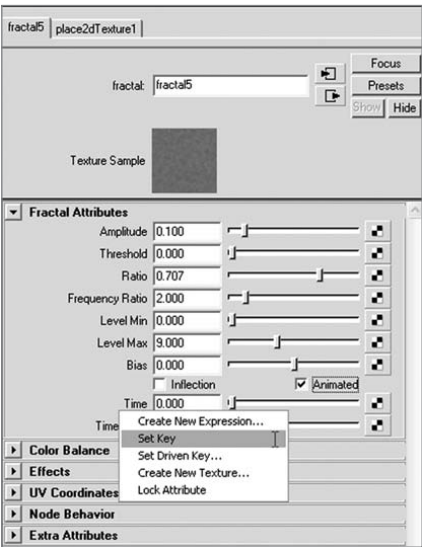 fractal5 place2dTexture1
Focus
fractal: fractal5
Presets
Show Hide
Texture Sample
Fractal Attributes
Amplitude 0.100
Threshold 0.000
Ratio 0.707
Frequency Ratio 2.000
Level Min 0.000
Level Max 9.000
Bias 0.000
Inflection Animated
Time 0.000
Time
Create New Expression...
Set Key
Set Driven Key...
Create New Texture...
Lock Attribute
Color Balance
Effects
UV Coordinates
Node Behavior
Extra Attributes